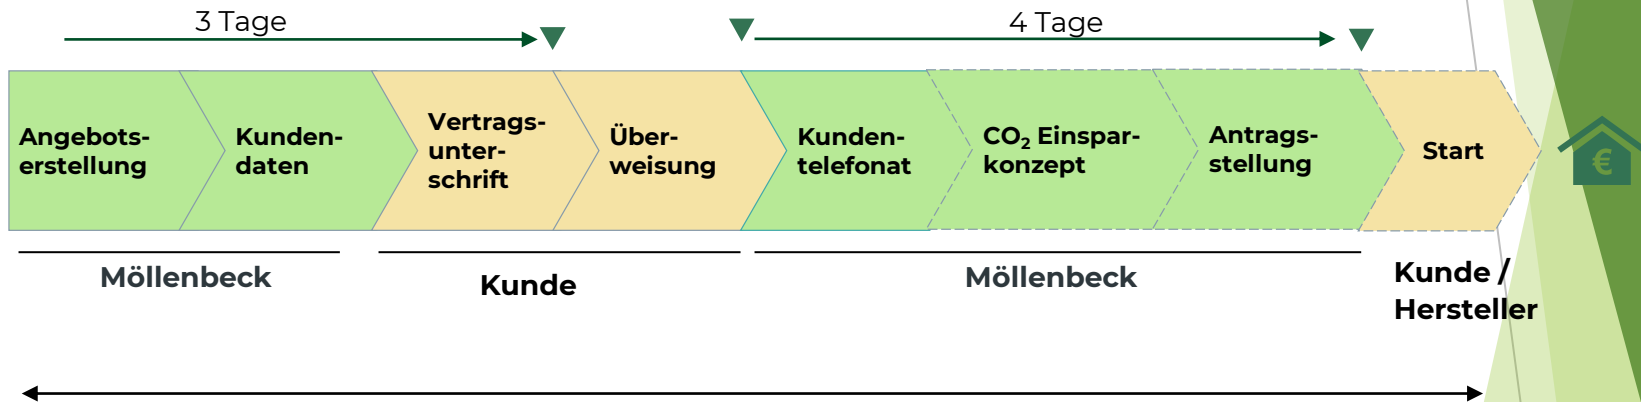 3 Tage
4 Tage
Angebots-
erstellung
Kunden-
daten
Vertrags-
unter-
schrift
Über-
weisung
Kunden-
telefonat
CO₂ Einspar-
konzept
Antrags-
stellung
Start
€
Möllenbeck
Kunde
Möllenbeck
Kunde /
Hersteller